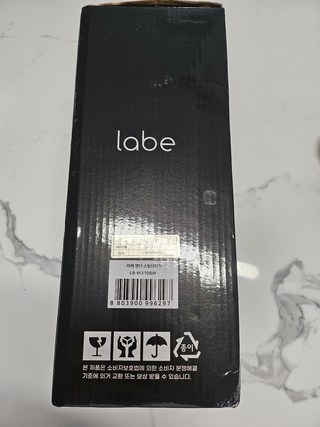 labe
라베 핸디 스팀다리미
8 803900 996297
종이
본 제품은 소비자보호법에 의한 소비자 분쟁해결
기준에 의거 교환 또는 보상 받을 수 있습니다.